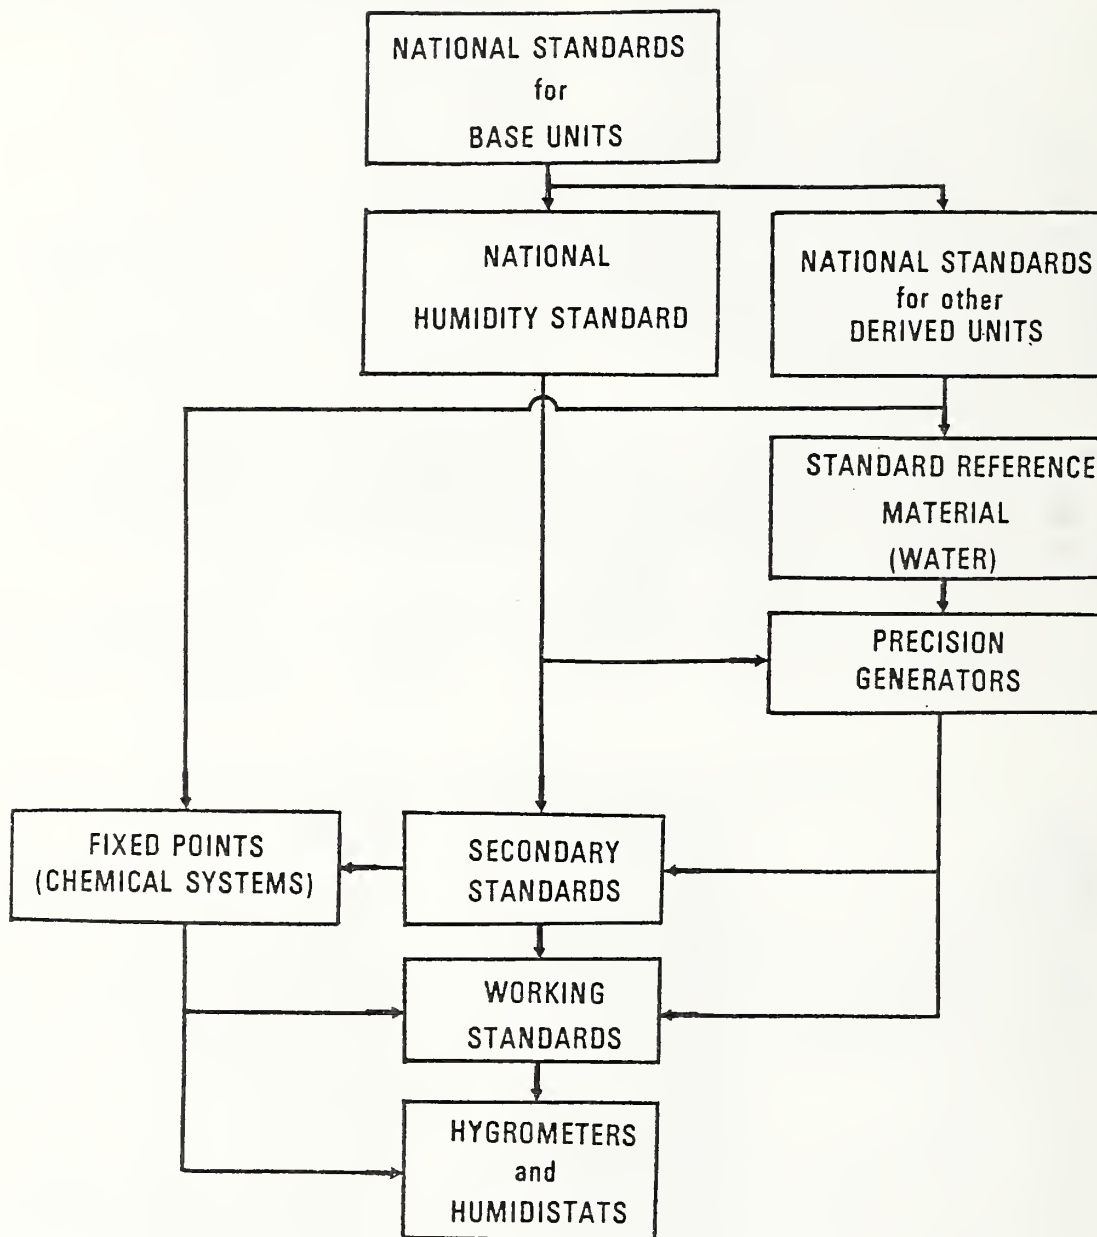 NATIONAL STANDARDS
for
BASE UNITS
NATIONAL
HUMIDITY STANDARD
NATIONAL STANDARDS
for other
DERIVED UNITS
STANDARD REFERENCE
MATERIAL
(WATER)
PRECISION
GENERATORS
FIXED POINTS
(CHEMICAL SYSTEMS)
SECONDARY
STANDARDS
WORKING
STANDARDS
HYGROMETERS
and
HUMIDISTATS